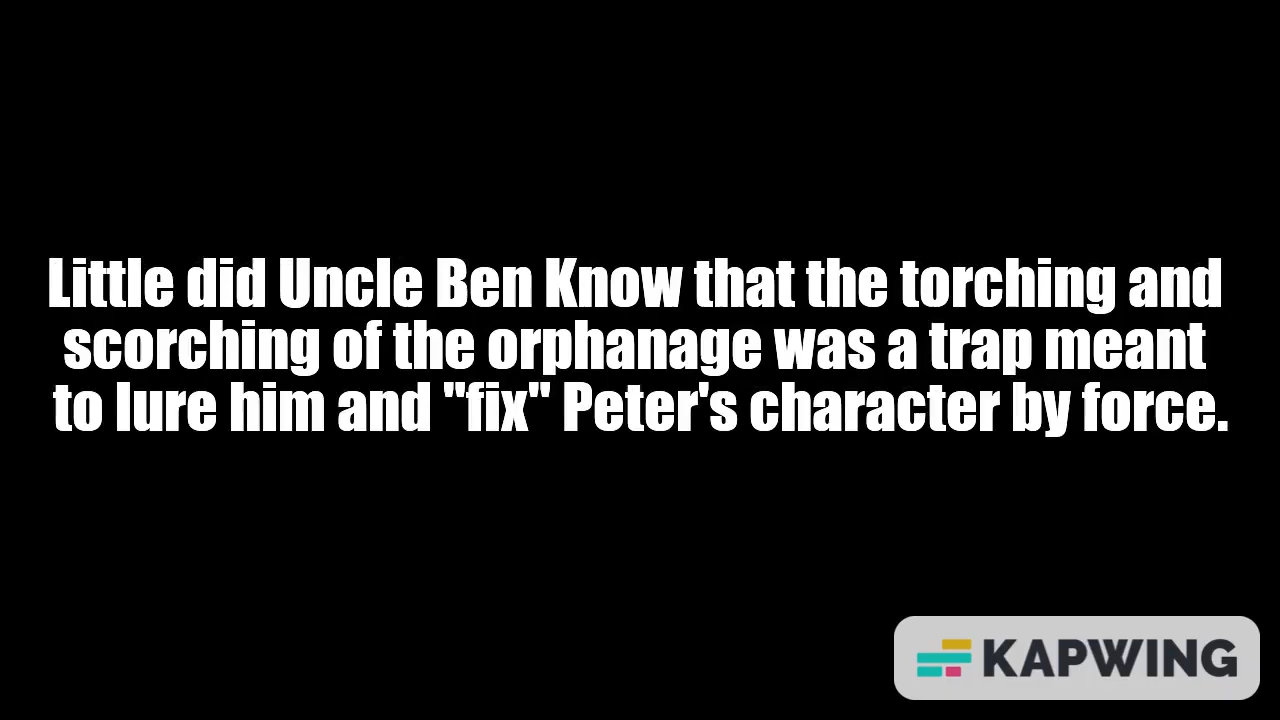 Little did Uncle Ben Know that the torching and
scorching of the orphanage was a trap meant
to lure him and "fix" Peter's character by force.
KAPWING